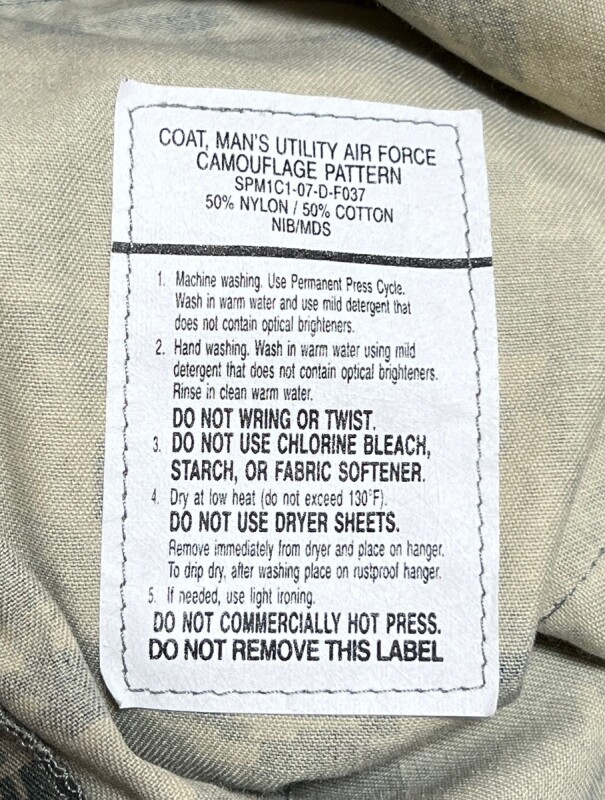 COAT, MAN'S UTILITY AIR FORCE
CAMOUFLAGE PATTERN
SPM1C1-07-D-F037
50% NYLON / 50% COTTON
NIB/MDS
1. Machine washing. Use Permanent Press Cycle.
Wash in warm water and use mild detergent that
does not contain optical brighteners.
2. Hand washing. Wash in warm water using mild
detergent that does not contain optical brighteners.
Rinse in clean warm water.
DO NOT WRING OR TWIST.
3. DO NOT USE CHLORINE BLEACH,
STARCH, OR FABRIC SOFTENER.
4. Dry at low heat (do not exceed 130°F).
DO NOT USE DRYER SHEETS.
Remove immediately from dryer and place on hanger.
To drip dry, after washing place on rustproof hanger.
5. If needed, use light ironing.
DO NOT COMMERCIALLY HOT PRESS.
DO NOT REMOVE THIS LABEL